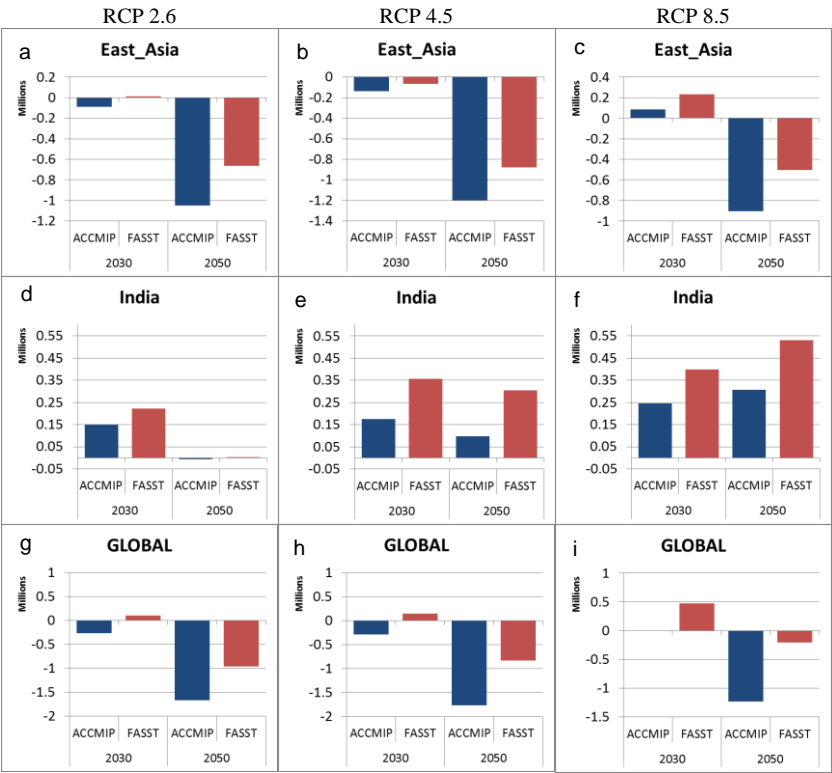 RCP 2.6 RCP 4.5 RCP 8.5
a East_Asia
Millions
0.2
0
-0.2
-0.4
-0.6
-0.8
-1
-1.2
ACCMIP FASST ACCMIP FASST
2030 2050
b East_Asia
Millions
0
-0.2
-0.4
-0.6
-0.8
-1
-1.2
-1.4
ACCMIP FASST ACCMIP FASST
2030 2050
c East_Asia
Millions
0.4
0.2
0
-0.2
-0.4
-0.6
-0.8
-1
ACCMIP FASST ACCMIP FASST
2030 2050
d India
Millions
0.55
0.45
0.35
0.25
0.15
0.05
-0.05
ACCMIP FASST ACCMIP FASST
2030 2050
e India
Millions
0.55
0.45
0.35
0.25
0.15
0.05
-0.05
ACCMIP FASST ACCMIP FASST
2030 2050
f India
Millions
0.55
0.45
0.35
0.25
0.15
0.05
-0.05
ACCMIP FASST ACCMIP FASST
2030 2050
g GLOBAL
Millions
1
0.5
0
-0.5
-1
-1.5
-2
ACCMIP FASST ACCMIP FASST
2030 2050
h GLOBAL
Millions
1
0.5
0
-0.5
-1
-1.5
-2
ACCMIP FASST ACCMIP FASST
2030 2050
i GLOBAL
Millions
1
0.5
0
-0.5
-1
-1.5
ACCMIP FASST ACCMIP FASST
2030 2050